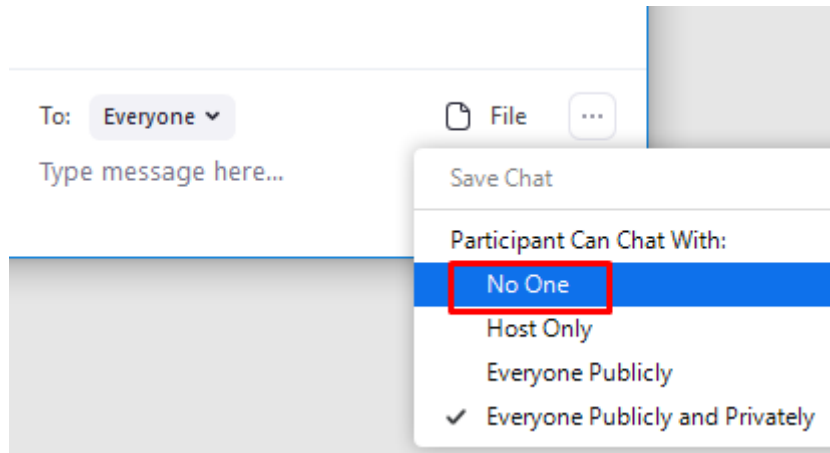 To: Everyone File ...
Type message here...
Save Chat
Participant Can Chat With:
No One
Host Only
Everyone Publicly
Everyone Publicly and Privately